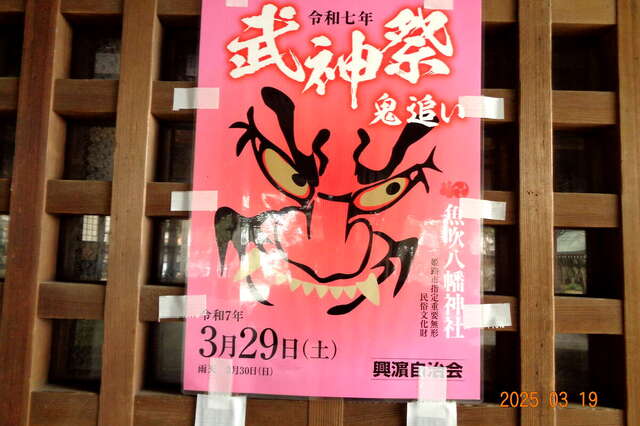 令和七年
武神祭
鬼追い
魚吹八幡神社
姫路市指定重要無形
民俗文化財
令和7年
3月29日(土)
雨天 月30日(日)
興濵自治会
2025 03 19